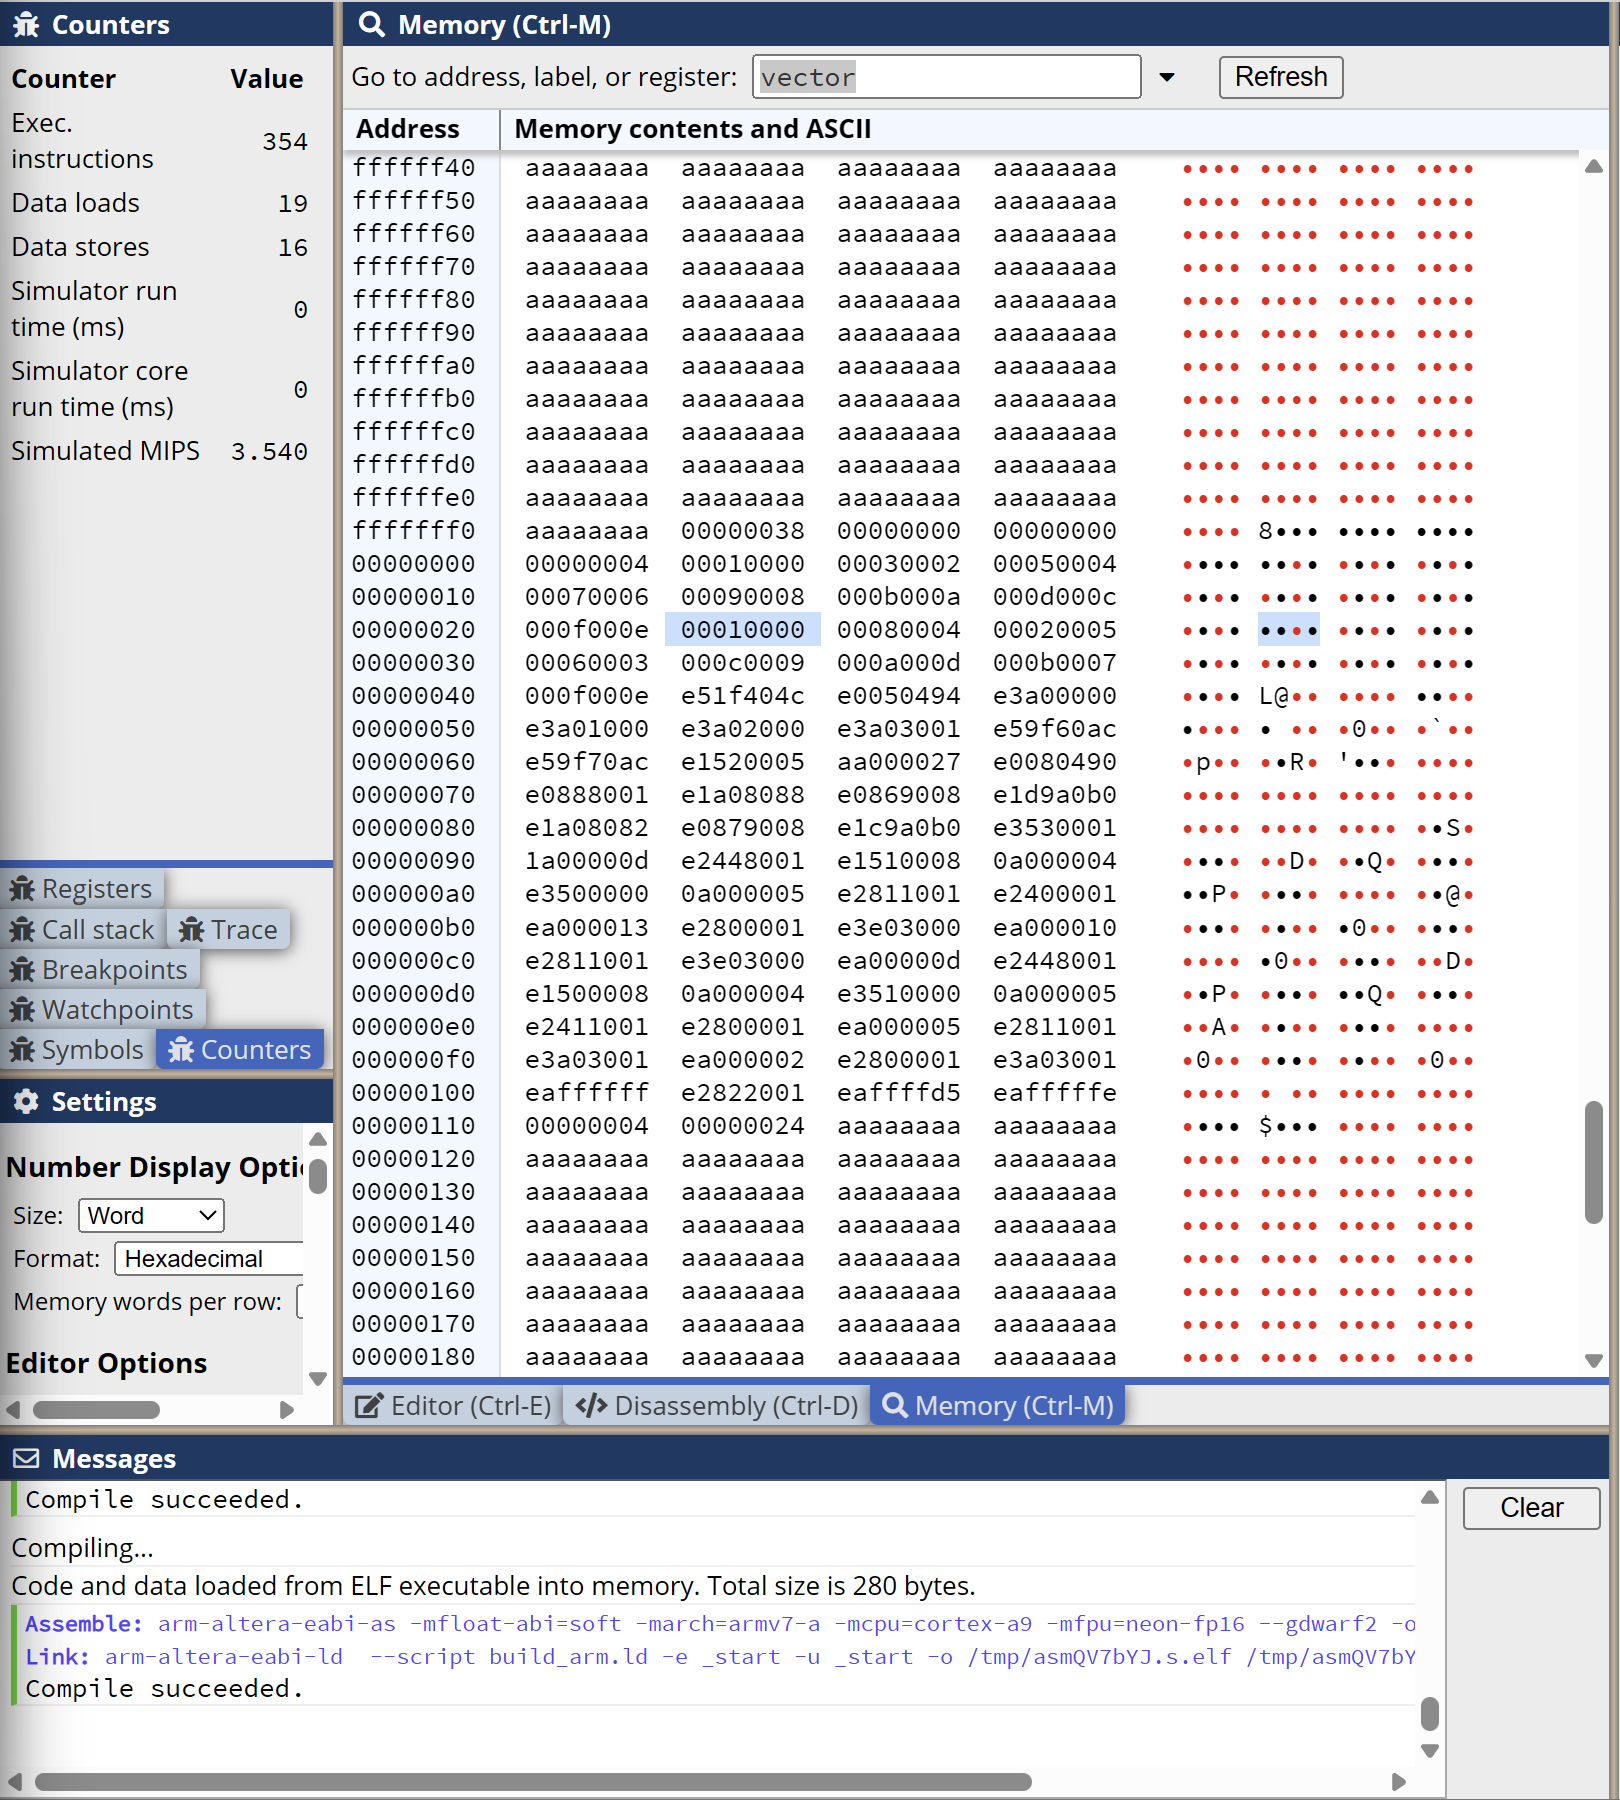 Counters
Counter Value
Exec. instructions 354
Data loads 19
Data stores 16
Simulator run time (ms) 0
Simulator core run time (ms) 0
Simulated MIPS 3.540
Registers
Call stack Trace
Breakpoints
Watchpoints
Symbols Counters
Settings
Number Display Opti
Size: Word
Format: Hexadecimal
Memory words per row:
Editor Options
Memory (Ctrl-M)
Go to address, label, or register: vector Refresh
Address Memory contents and ASCII
ffffff40 aaaaaaaa aaaaaaaa aaaaaaaa aaaaaaaa •••• •••• •••• ••••
ffffff50 aaaaaaaa aaaaaaaa aaaaaaaa aaaaaaaa •••• •••• •••• ••••
ffffff60 aaaaaaaa aaaaaaaa aaaaaaaa aaaaaaaa •••• •••• •••• ••••
ffffff70 aaaaaaaa aaaaaaaa aaaaaaaa aaaaaaaa •••• •••• •••• ••••
ffffff80 aaaaaaaa aaaaaaaa aaaaaaaa aaaaaaaa •••• •••• •••• ••••
ffffff90 aaaaaaaa aaaaaaaa aaaaaaaa aaaaaaaa •••• •••• •••• ••••
ffffffa0 aaaaaaaa aaaaaaaa aaaaaaaa aaaaaaaa •••• •••• •••• ••••
ffffffb0 aaaaaaaa aaaaaaaa aaaaaaaa aaaaaaaa •••• •••• •••• ••••
ffffffc0 aaaaaaaa aaaaaaaa aaaaaaaa aaaaaaaa •••• •••• •••• ••••
ffffffd0 aaaaaaaa aaaaaaaa aaaaaaaa aaaaaaaa •••• •••• •••• ••••
ffffffe0 aaaaaaaa aaaaaaaa aaaaaaaa aaaaaaaa •••• •••• •••• ••••
fffffff0 aaaaaaaa 00000038 00000000 00000000 •••• 8••• •••• ••••
00000000 00000004 00010000 00030002 00050004 •••• •••• •••• ••••
00000010 00070006 00090008 000b000a 000d000c •••• •••• •••• ••••
00000020 000f000e 00010000 00080004 00020005 •••• •••• •••• ••••
00000030 00060003 000c0009 000a000d 000b0007 •••• •••• •••• ••••
00000040 000f000e e51f404c e0050494 e3a00000 •••• L@•• •••• ••••
00000050 e3a01000 e3a02000 e3a03001 e59f60ac •••• • •• •0•• •`••
00000060 e59f70ac e1520005 aa000027 e0080490 •p•• ••R• '••• ••••
00000070 e0888001 e1a08088 e0869008 e1d9a0b0 •••• •••• •••• ••••
00000080 e1a08082 e0879008 e1c9a0b0 e3530001 •••• •••• •••• ••S•
00000090 1a00000d e2448001 e1510008 0a000004 •••• ••D• ••Q• ••••
000000a0 e3500000 0a000005 e2811001 e2400001 ••P• •••• •••• ••@•
000000b0 ea000013 e2800001 e3e03000 ea000010 •••• •••• •0•• ••••
000000c0 e2811001 e3e03000 ea00000d e2448001 •••• •0•• •••• ••D•
000000d0 e1500008 0a000004 e3510000 0a000005 ••P• •••• ••Q• ••••
000000e0 e2411001 e2800001 ea000005 e2811001 ••A• •••• •••• ••••
000000f0 e3a03001 ea000002 e2800001 e3a03001 •0•• •••• •••• •0••
00000100 eaffffff e2822001 eaffffd5 eafffffe •••• • •• •••• ••••
00000110 00000004 00000024 aaaaaaaa aaaaaaaa •••• $••• •••• ••••
00000120 aaaaaaaa aaaaaaaa aaaaaaaa aaaaaaaa •••• •••• •••• ••••
00000130 aaaaaaaa aaaaaaaa aaaaaaaa aaaaaaaa •••• •••• •••• ••••
00000140 aaaaaaaa aaaaaaaa aaaaaaaa aaaaaaaa •••• •••• •••• ••••
00000150 aaaaaaaa aaaaaaaa aaaaaaaa aaaaaaaa •••• •••• •••• ••••
00000160 aaaaaaaa aaaaaaaa aaaaaaaa aaaaaaaa •••• •••• •••• ••••
00000170 aaaaaaaa aaaaaaaa aaaaaaaa aaaaaaaa •••• •••• •••• ••••
00000180 aaaaaaaa aaaaaaaa aaaaaaaa aaaaaaaa •••• •••• •••• ••••
Editor (Ctrl-E) Disassembly (Ctrl-D) Memory (Ctrl-M)
Messages
Compile succeeded.
Compiling...
Code and data loaded from ELF executable into memory. Total size is 280 bytes.
Assemble: arm-altera-eabi-as -mfloat-abi=soft -march=armv7-a -mcpu=cortex-a9 -mfpu=neon-fp16 --gdwarf2 -o
Link: arm-altera-eabi-ld --script build_arm.ld -e _start -u _start -o /tmp/asmQV7bYJ.s.elf /tmp/asmQV7bY
Compile succeeded.
Clear